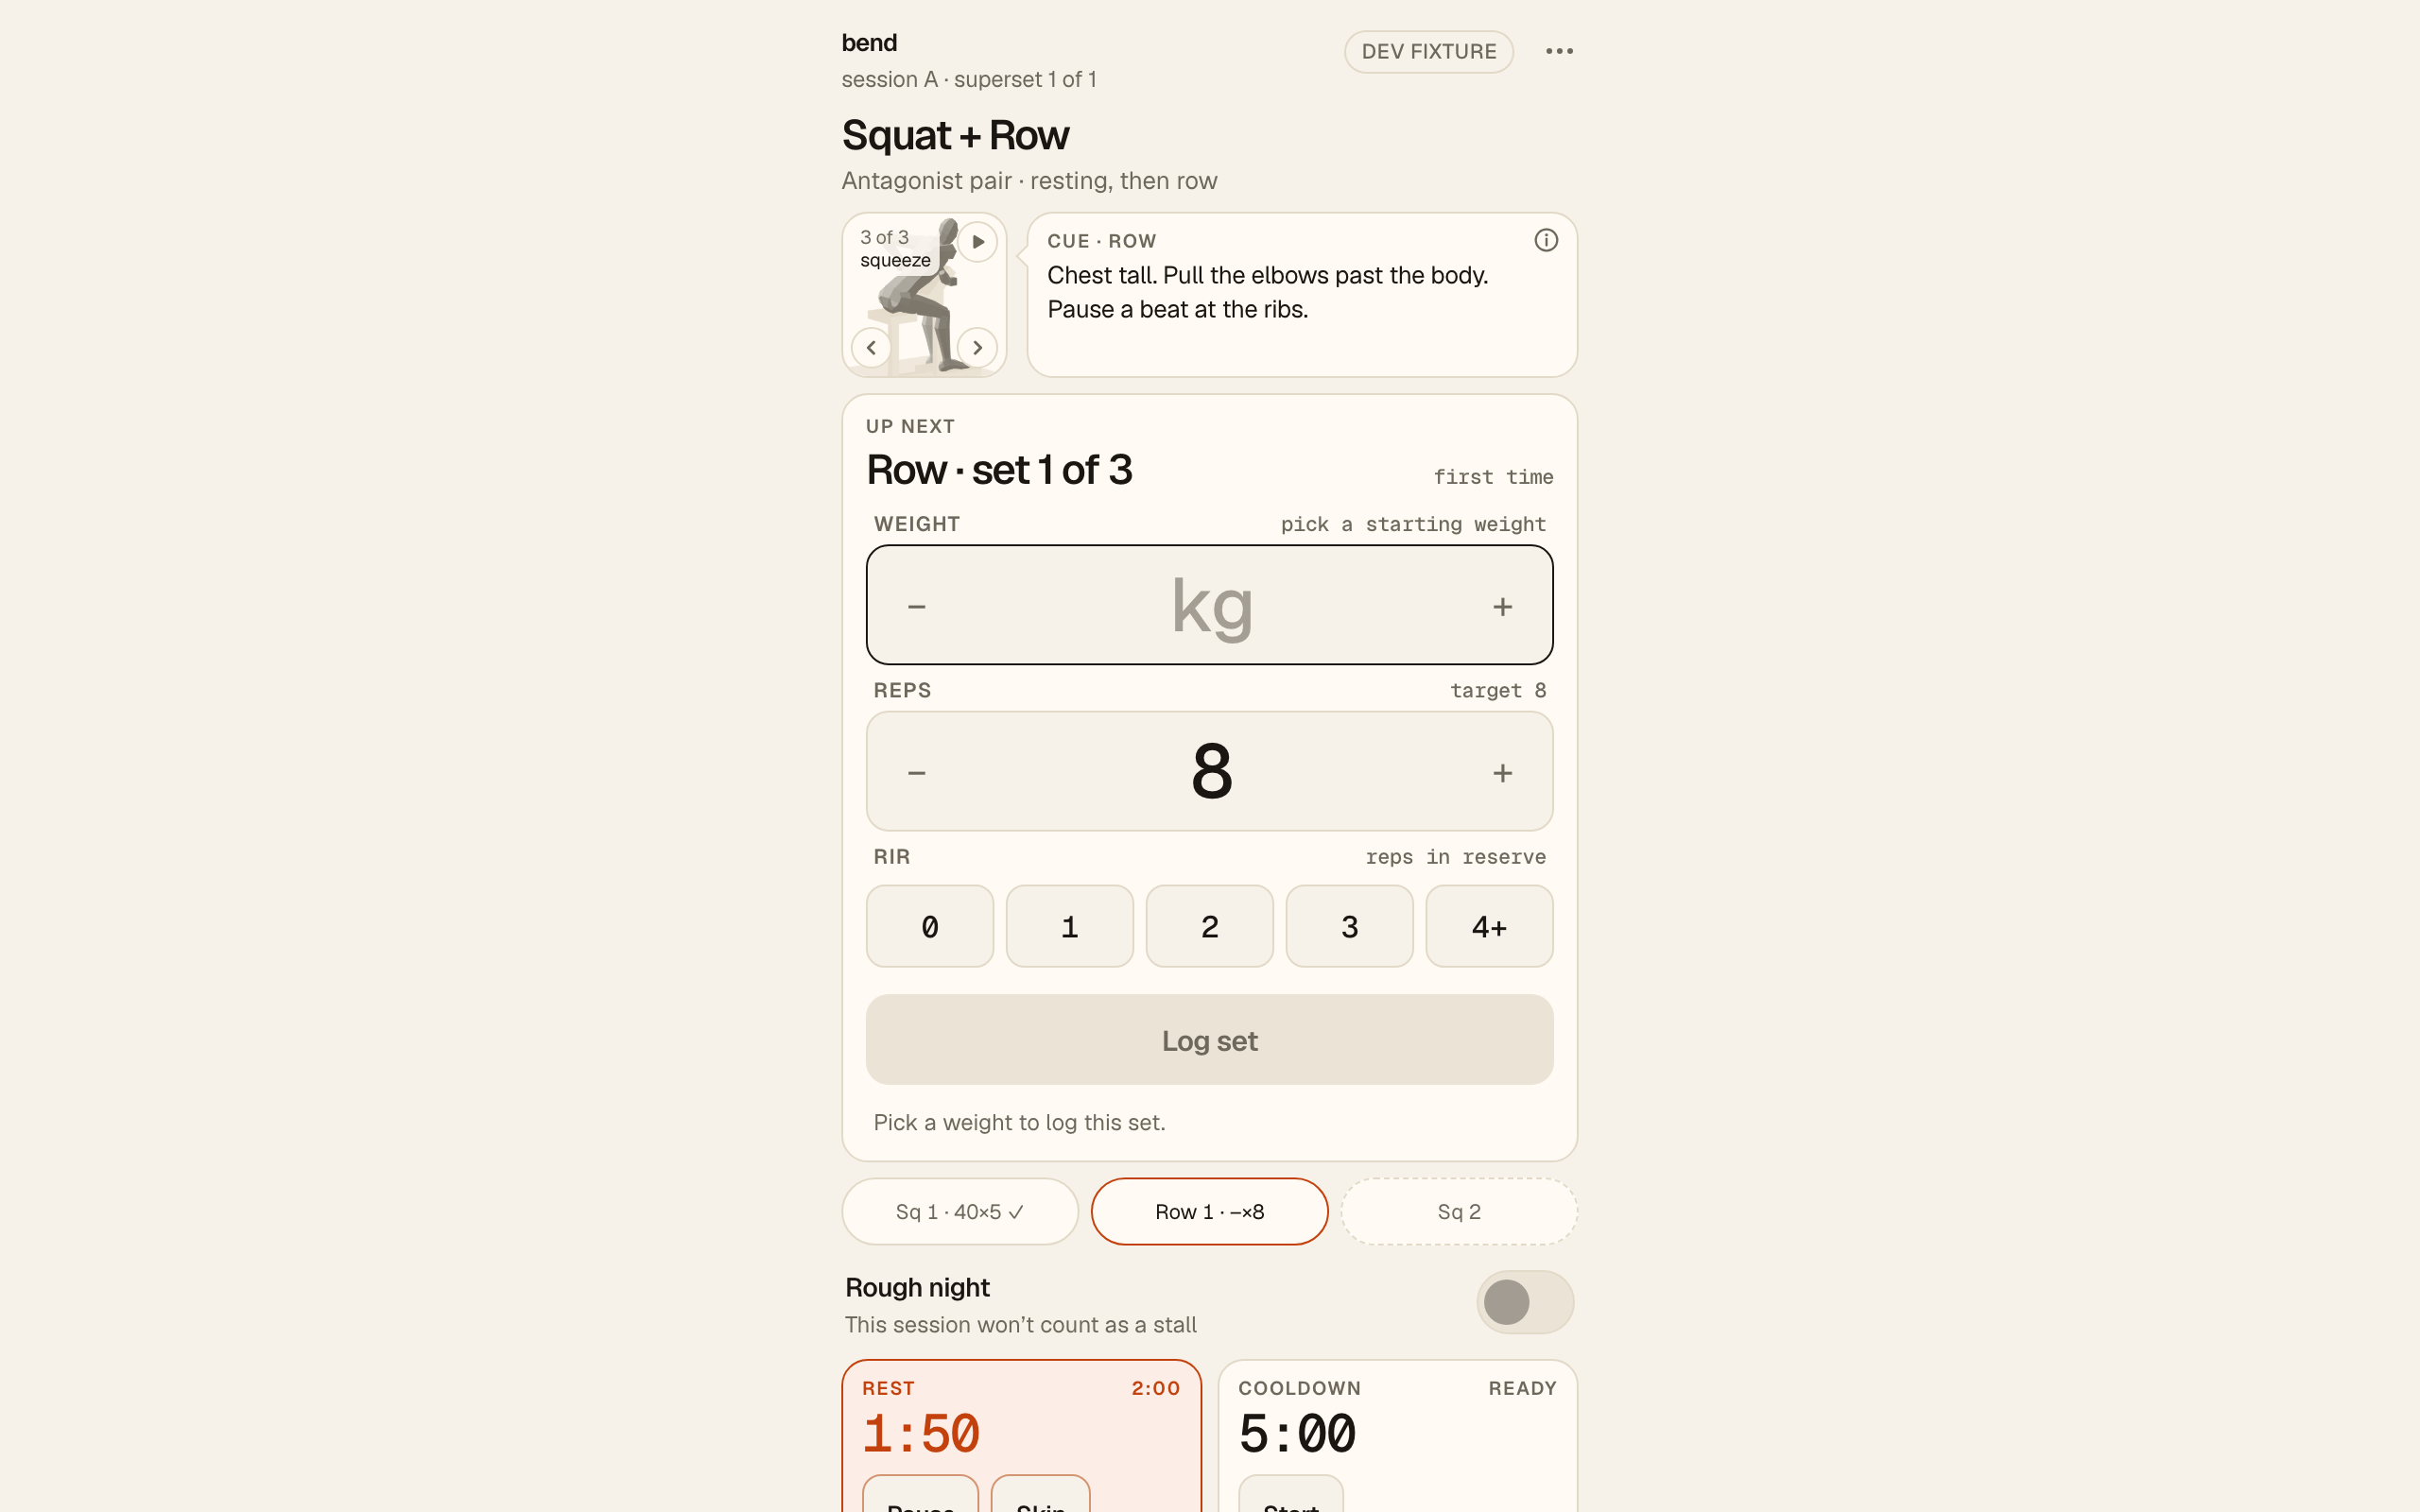 bend
DEV FIXTURE
session A · superset 1 of 1
Squat + Row
Antagonist pair · resting, then row
3 of 3
squeeze
CUE · ROW
Chest tall. Pull the elbows past the body.
Pause a beat at the ribs.
UP NEXT
Row · set 1 of 3
first time
WEIGHT
pick a starting weight
− kg +
REPS
target 8
− 8 +
RIR
reps in reserve
0 1 2 3 4+
Log set
Pick a weight to log this set.
Sq 1 · 40×5 ✓
Row 1 · –×8
Sq 2
Rough night
This session won’t count as a stall
REST 2:00
1:50
Pause Skip
COOLDOWN READY
5:00
Start